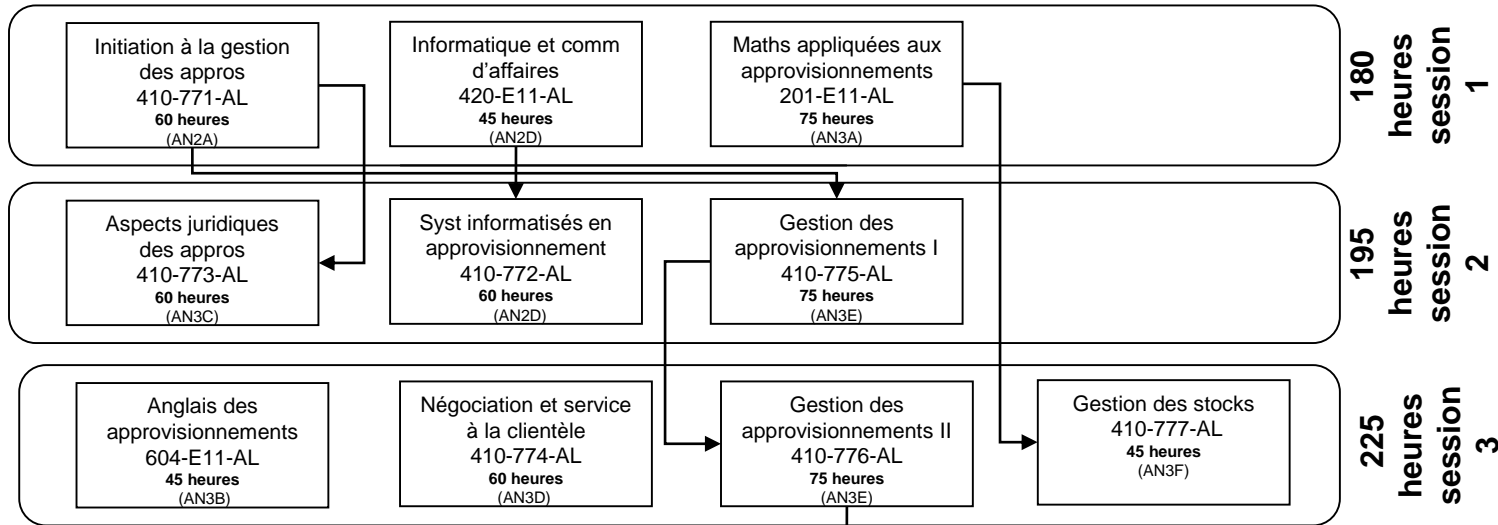 Initiation à la gestion
des appros
410-771-AL
60 heures
(AN2A)
Informatique et comm
d'affaires
420-E11-AL
45 heures
(AN2D)
Maths appliquées aux
approvisionnements
201-E11-AL
75 heures
(AN3A)
180
heures
session
1
Aspects juridiques
des appros
410-773-AL
60 heures
(AN3C)
Syst informatisés en
approvisionnement
410-772-AL
60 heures
(AN2D)
Gestion des
approvisionnements I
410-775-AL
75 heures
(AN3E)
195
heures
session
2
Anglais des
approvisionnements
604-E11-AL
45 heures
(AN3B)
Négociation et service
à la clientèle
410-774-AL
60 heures
(AN3D)
Gestion des
approvisionnements II
410-776-AL
75 heures
(AN3E)
Gestion des stocks
410-777-AL
45 heures
(AN3F)
225
heures
session
3